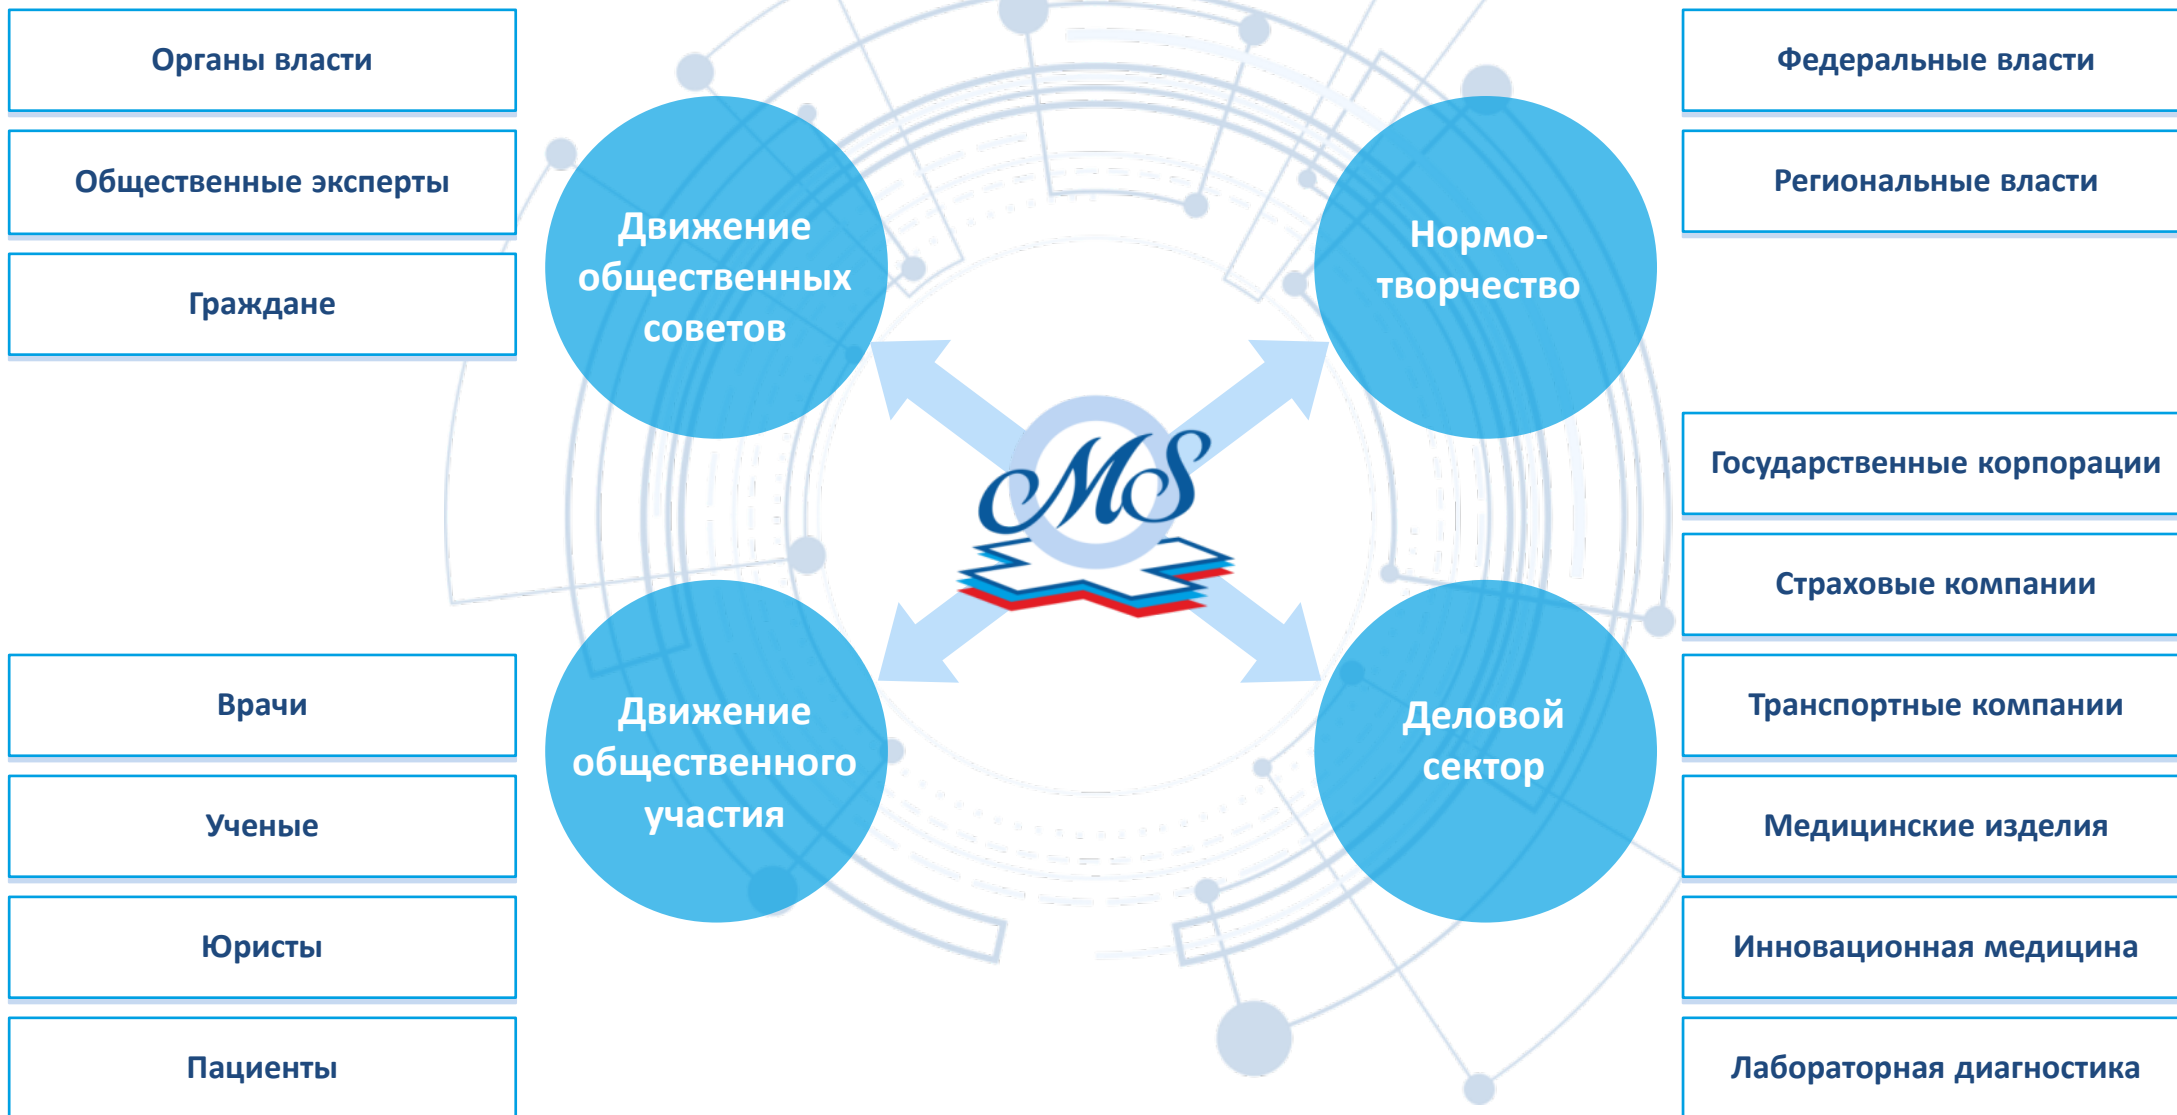 Органы власти
Общественные эксперты
Граждане
Движение
общественных
советов
Нормо-
творчество
Федеральные власти
Региональные власти
MS
Врачи
Ученые
Юристы
Пациенты
Движение
общественного
участия
Деловой
сектор
Государственные корпорации
Страховые компании
Транспортные компании
Медицинские изделия
Инновационная медицина
Лабораторная диагностика